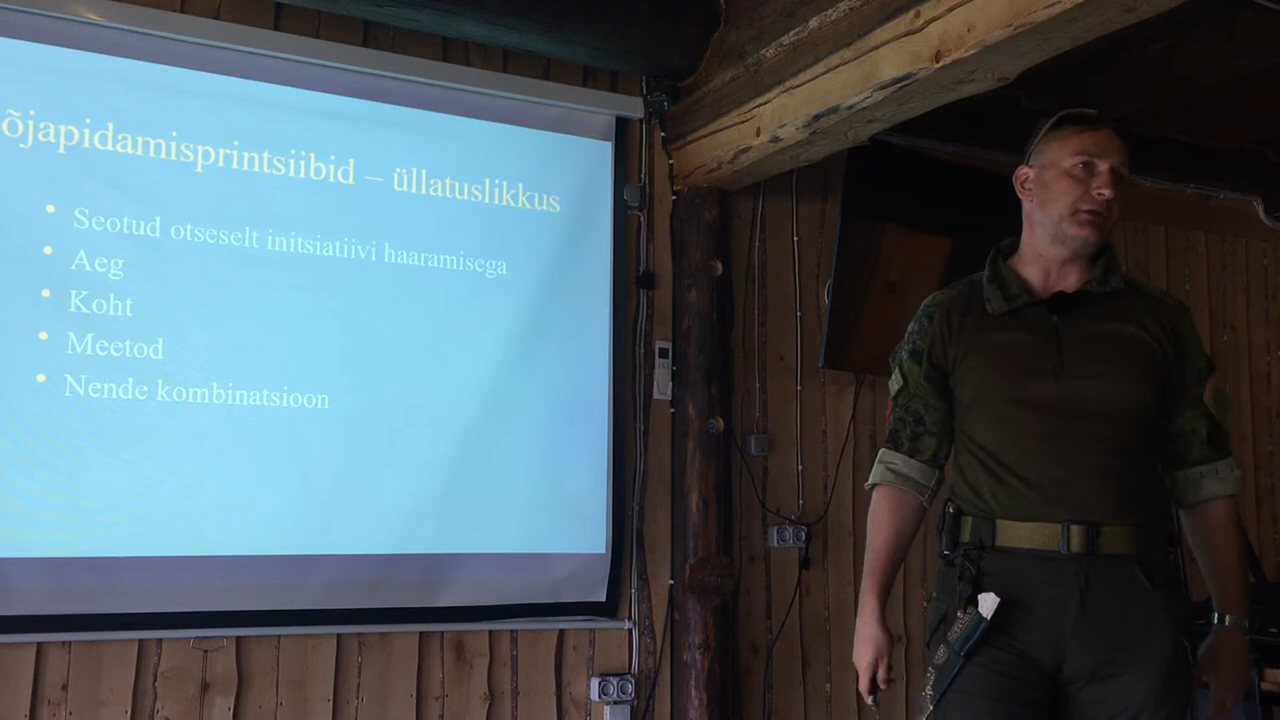 õjapidamisprintsiibid – üllatuslikkus
• Seotud otseselt initsiatiivi haaramisega
• Aeg
• Koht
• Meetod
• Nende kombinatsioon